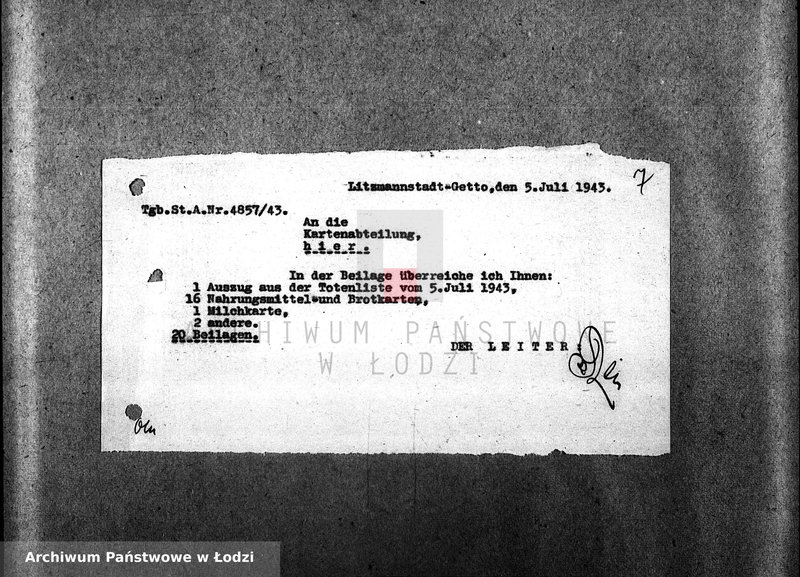 Litzmannstadt-Getto,den 5.Juli 1943.
7
Tgb.St.A.Nr.4857/43.
An die
Kartenabteilung,
h i e r .
In der Beilage überreiche ich Ihnen:
1 Auszug aus der Totenliste vom 5.Juli 1943,
16 Nahrungsmittel-und Brotkarten,
1 Milchkarte,
2 andere.
20 Beilagen.
DER L E I T E R :
ARCHIWUM PAŃSTWOWE
W ŁODZI
Archiwum Państwowe w Łodzi